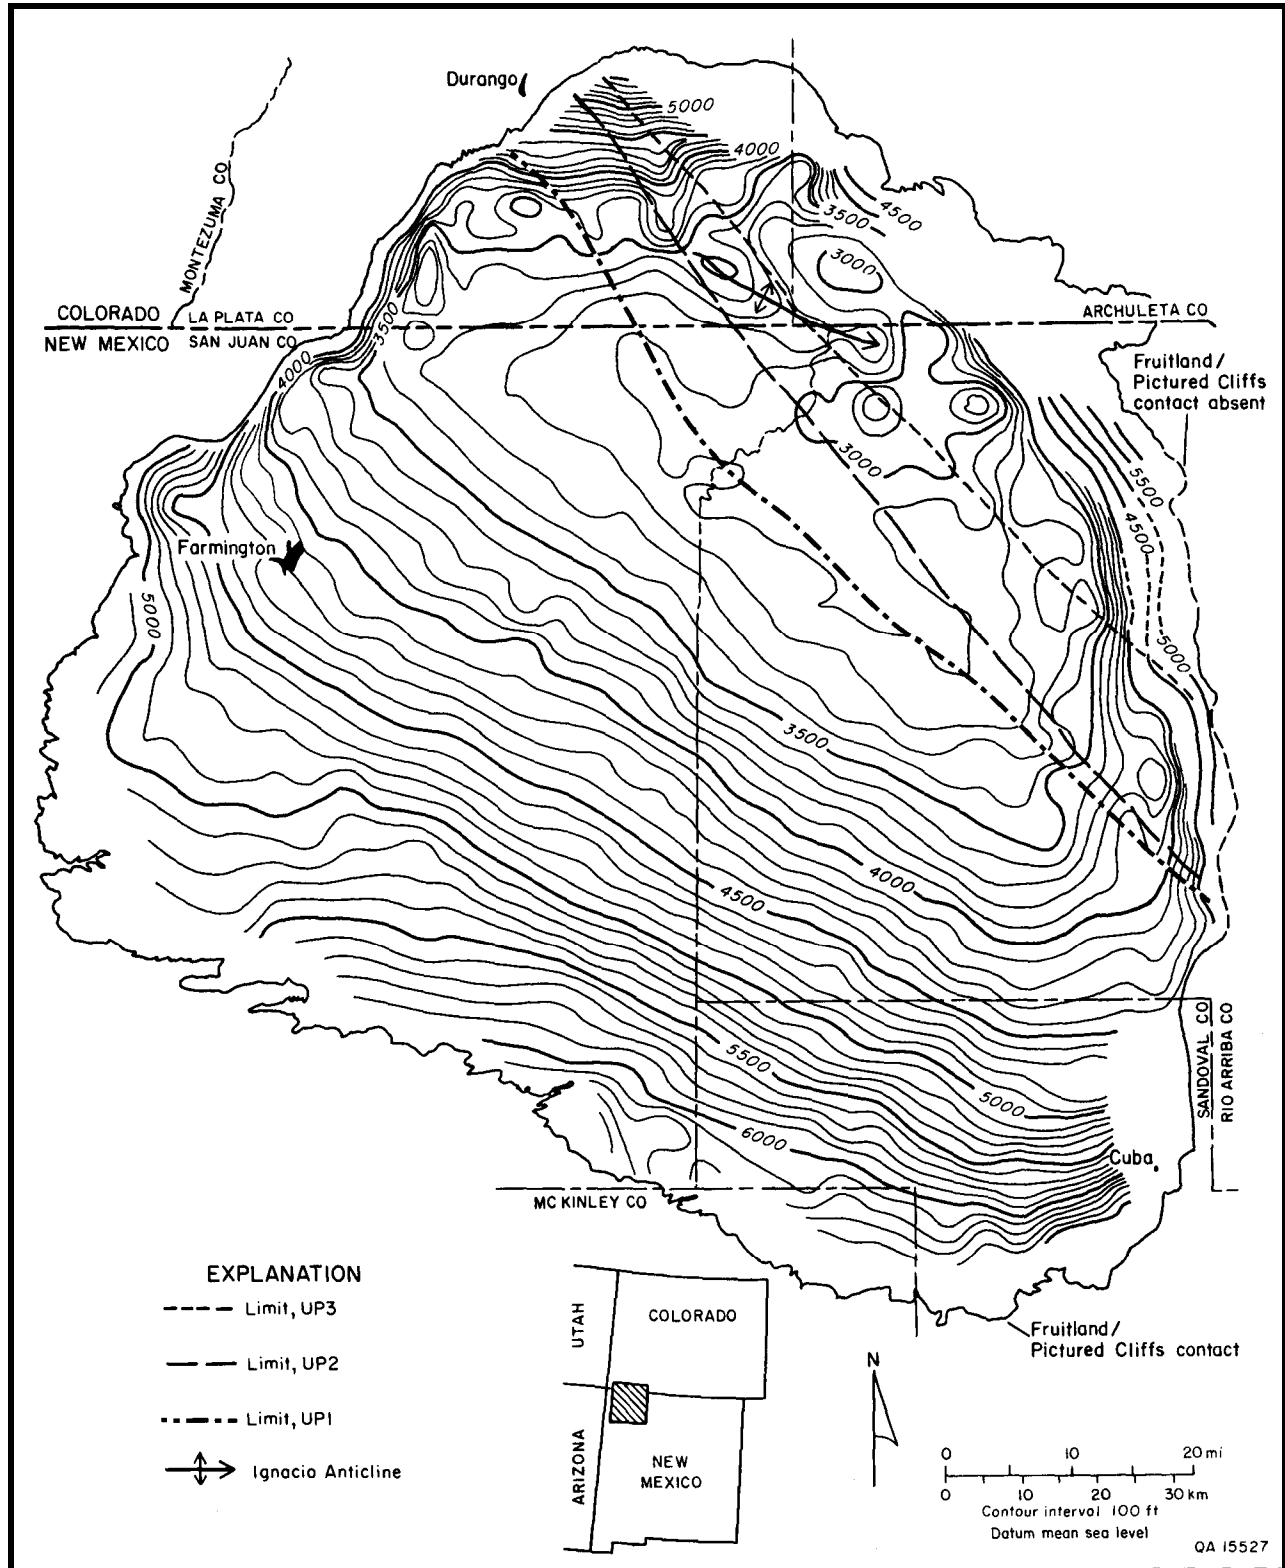 Durango
5000
4000
4500
3500
3000
MONTEZUMA CO
COLORADO
LA PLATA CO
ARCHULETA CO
NEW MEXICO
SAN JUAN CO
3500
4000
Fruitland/
Pictured Cliffs
contact absent
3000
5500
4500
Farmington
5000
5000
3500
4000
4500
SANDOVAL CO
RIO ARRIBA CO
5500
5000
6000
Cuba
MC KINLEY CO
EXPLANATION
Limit, UP3
Limit, UP2
Limit, UP1
Ignacio Anticline
UTAH
COLORADO
ARIZONA
NEW
MEXICO
Fruitland/
Pictured Cliffs contact
N
0 10 20 mi
0 10 20 30 km
Contour interval 100 ft
Datum mean sea level
QA 15527